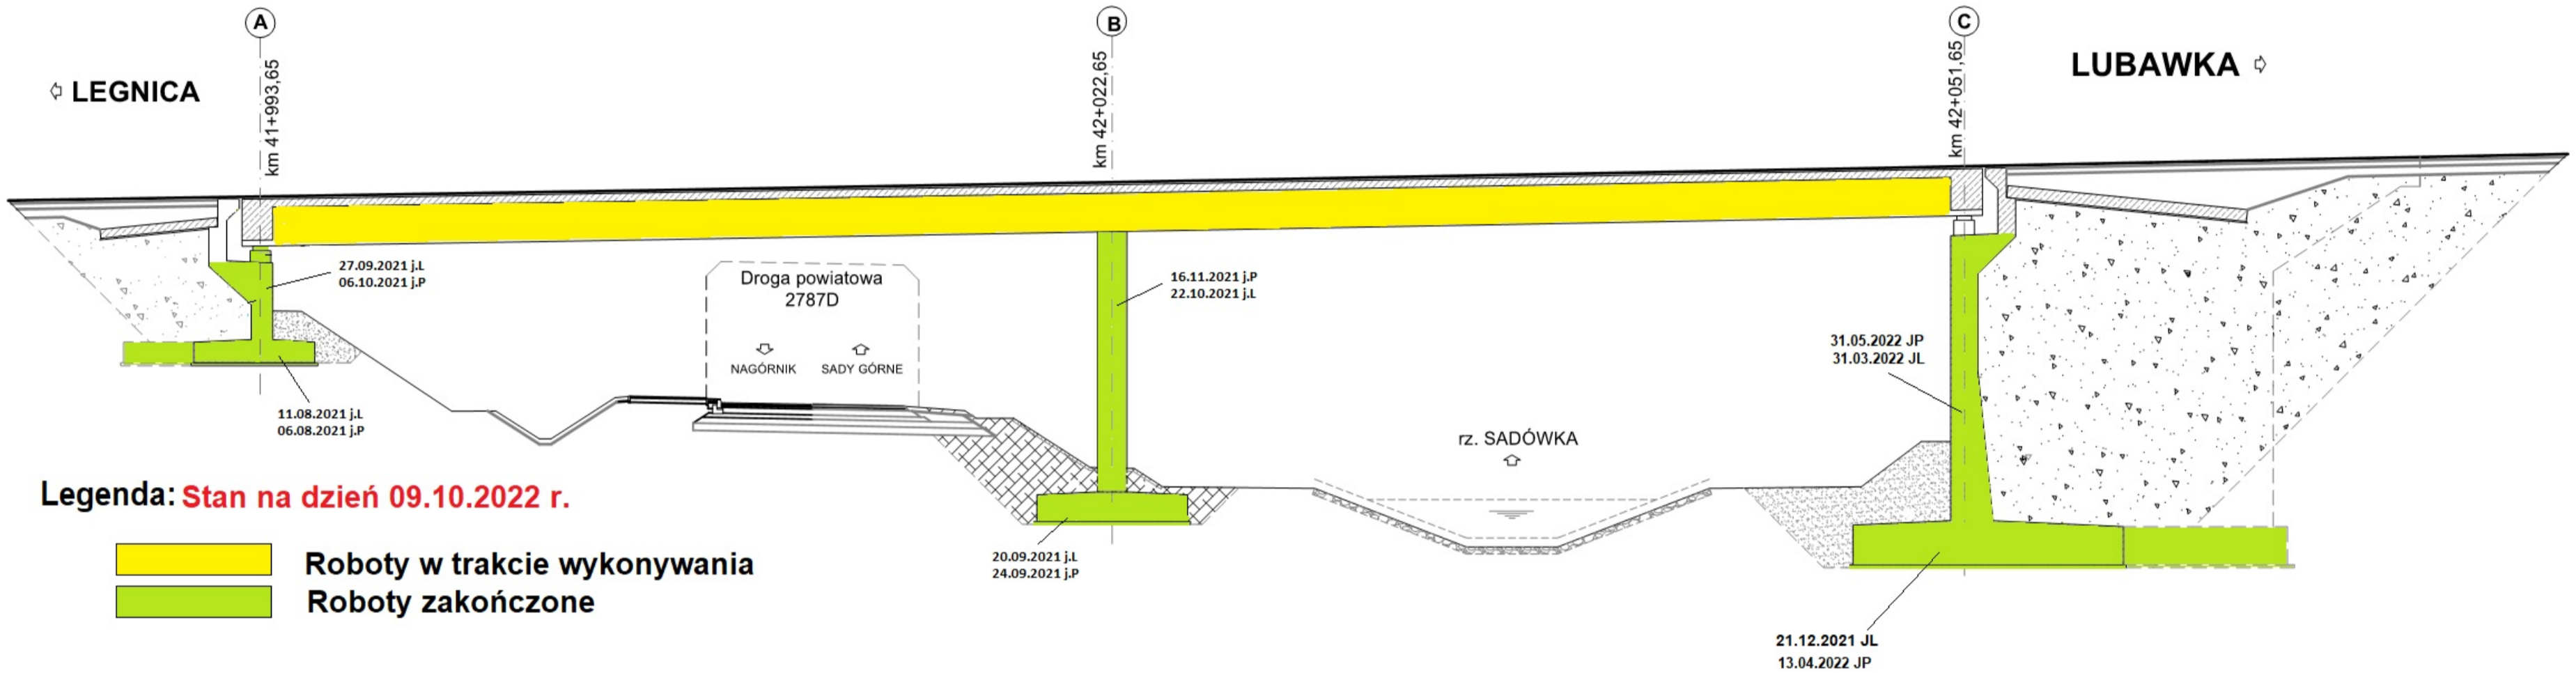 A
B
C
km 41+993,65
km 42+022,65
km 42+051,65
LEGNICA
LUBAWKA
27.09.2021 j.L
06.10.2021 j.P
Droga powiatowa
2787D
NAGÓRNIK SADY GÓRNE
16.11.2021 j.P
22.10.2021 j.L
31.05.2022 JP
31.03.2022 JL
11.08.2021 j.L
06.08.2021 j.P
rz. SADÓWKA
Legenda: Stan na dzień 09.10.2022 r.
Roboty w trakcie wykonywania
Roboty zakończone
20.09.2021 j.L
24.09.2021 j.P
21.12.2021 JL
13.04.2022 JP